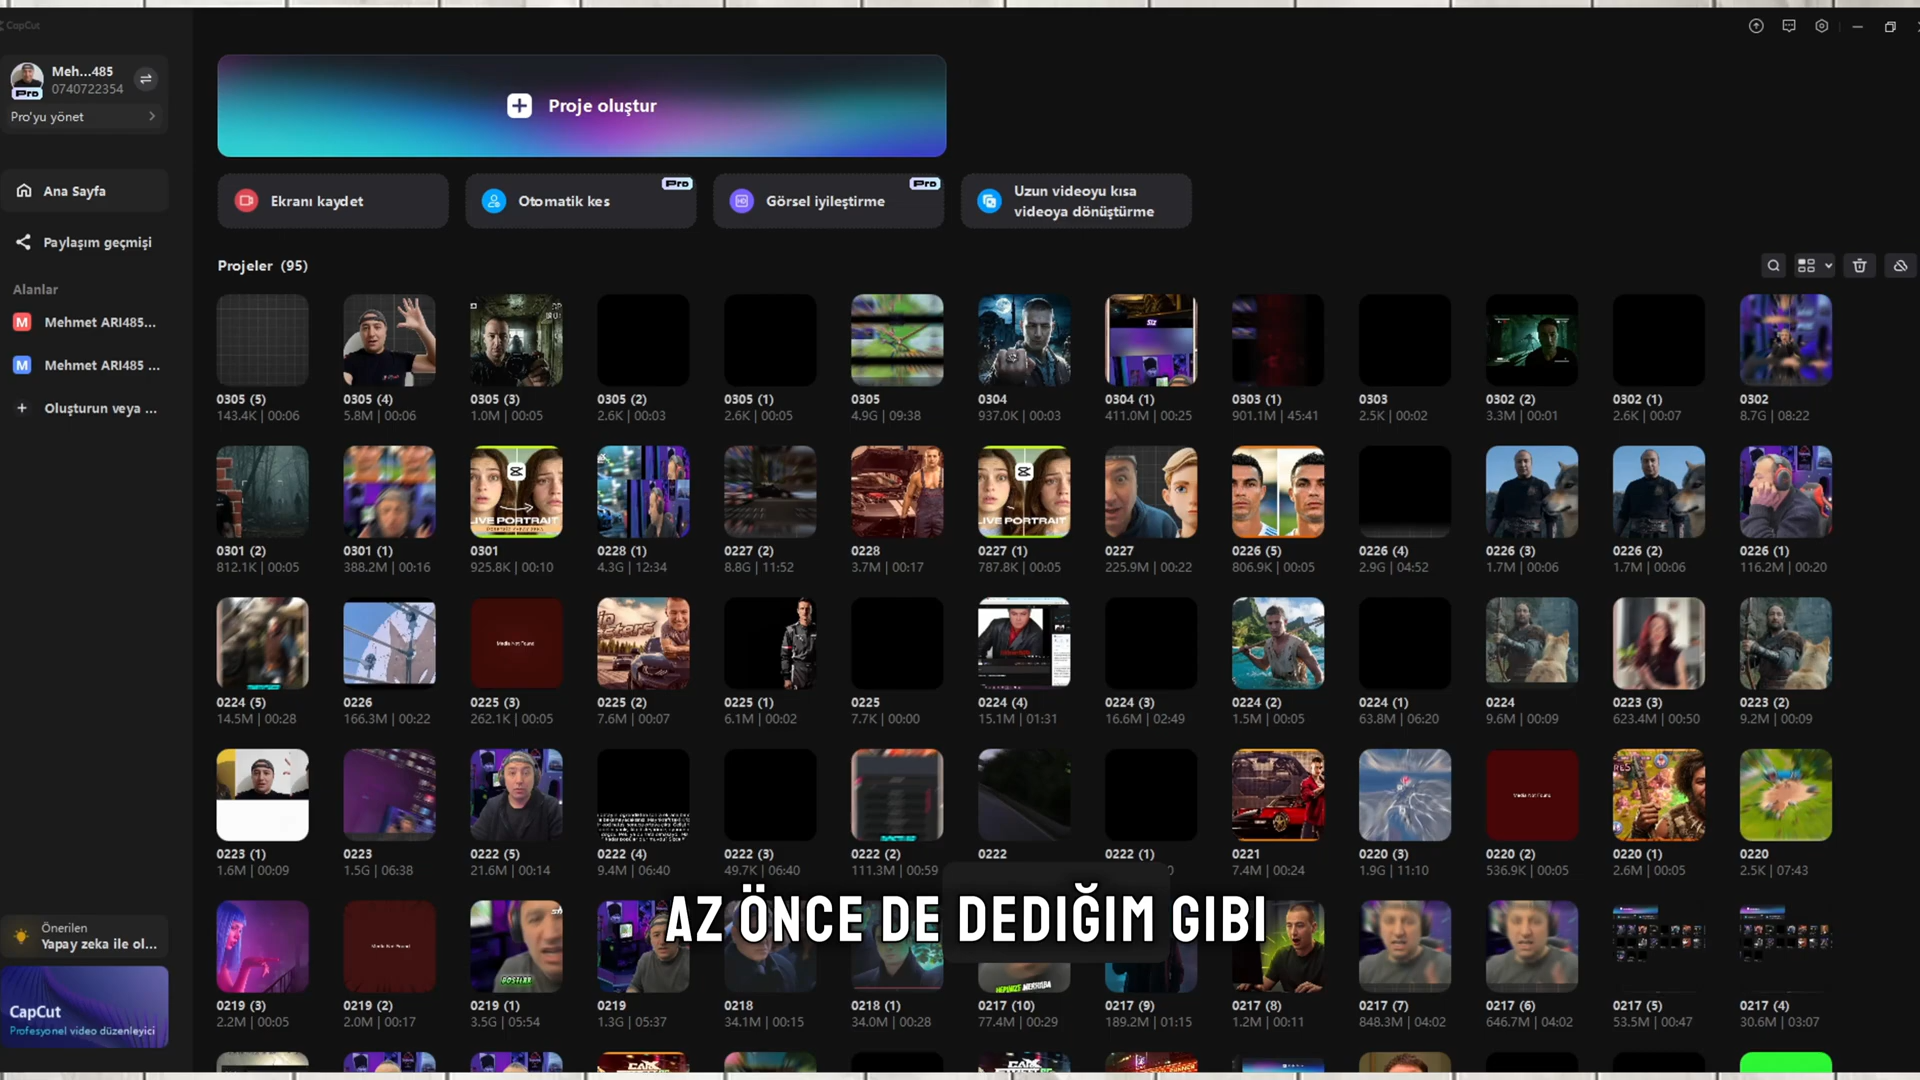 CapCut
Meh...485
0740722354
Pro
Pro'yu yönet
Ana Sayfa
Paylaşım geçmişi
Alanlar
M Mehmet ARI485...
M Mehmet ARI485 ...
Oluşturun veya ...
Önerilen
Yapay zeka ile ol...
CapCut
Profesyonel video düzenleyici
Proje oluştur
Ekranı kaydet
Otomatik kes Pro
Görsel iyileştirme Pro
Uzun videoyu kısa
videoya dönüştürme
Projeler (95)
SIZ
0305 (5) 0305 (4) 0305 (3) 0305 (2) 0305 (1) 0305 0304 0304 (1) 0303 (1) 0303 0302 (2) 0302 (1) 0302
143.4K | 00:06 5.8M | 00:06 1.0M | 00:05 2.6K | 00:03 2.6K | 00:05 4.9G | 09:38 937.0K | 00:03 411.0M | 00:25 901.1M | 45:41 2.5K | 00:02 3.3M | 00:01 2.6K | 00:07 8.7G | 08:22
LIVE PORTRAIT LIVE PORTRAIT
0301 (2) 0301 (1) 0301 0228 (1) 0227 (2) 0228 0227 (1) 0227 0226 (5) 0226 (4) 0226 (3) 0226 (2) 0226 (1)
812.1K | 00:05 388.2M | 00:16 925.8K | 00:10 4.3G | 12:34 8.8G | 11:52 3.7M | 00:17 787.8K | 00:05 225.9M | 00:22 806.9K | 00:05 2.9G | 04:52 1.7M | 00:06 1.7M | 00:06 116.2M | 00:20
Media Not Found
0224 (5) 0226 0225 (3) 0225 (2) 0225 (1) 0225 0224 (4) 0224 (3) 0224 (2) 0224 (1) 0224 0223 (3) 0223 (2)
14.5M | 00:28 166.3M | 00:22 262.1K | 00:05 7.6M | 00:07 6.1M | 00:02 7.7K | 00:00 15.1M | 01:31 16.6M | 02:49 1.5M | 00:05 63.8M | 06:20 9.6M | 00:09 623.4M | 00:50 9.2M | 00:09
Media Not Found
0223 (1) 0223 0222 (5) 0222 (4) 0222 (3) 0222 (2) 0222 0222 (1) 0221 0220 (3) 0220 (2) 0220 (1) 0220
1.6M | 00:09 1.5G | 06:38 21.6M | 00:14 9.4M | 06:40 49.7K | 06:40 111.3M | 00:59 7.4M | 00:24 1.9G | 11:10 536.9K | 00:05 2.6M | 00:05 2.5K | 07:43
AZ ÖNCE DE DEDİĞİM GIBI
Media Not Found
0219 (3) 0219 (2) 0219 (1) 0219 0218 0218 (1) 0217 (10) 0217 (9) 0217 (8) 0217 (7) 0217 (6) 0217 (5) 0217 (4)
2.2M | 00:05 2.0M | 00:17 3.5G | 05:54 1.3G | 05:37 34.1M | 00:15 34.0M | 00:28 77.4M | 00:29 189.2M | 01:15 1.2M | 00:11 848.3M | 04:02 646.7M | 04:02 53.5M | 00:47 30.6M | 03:07